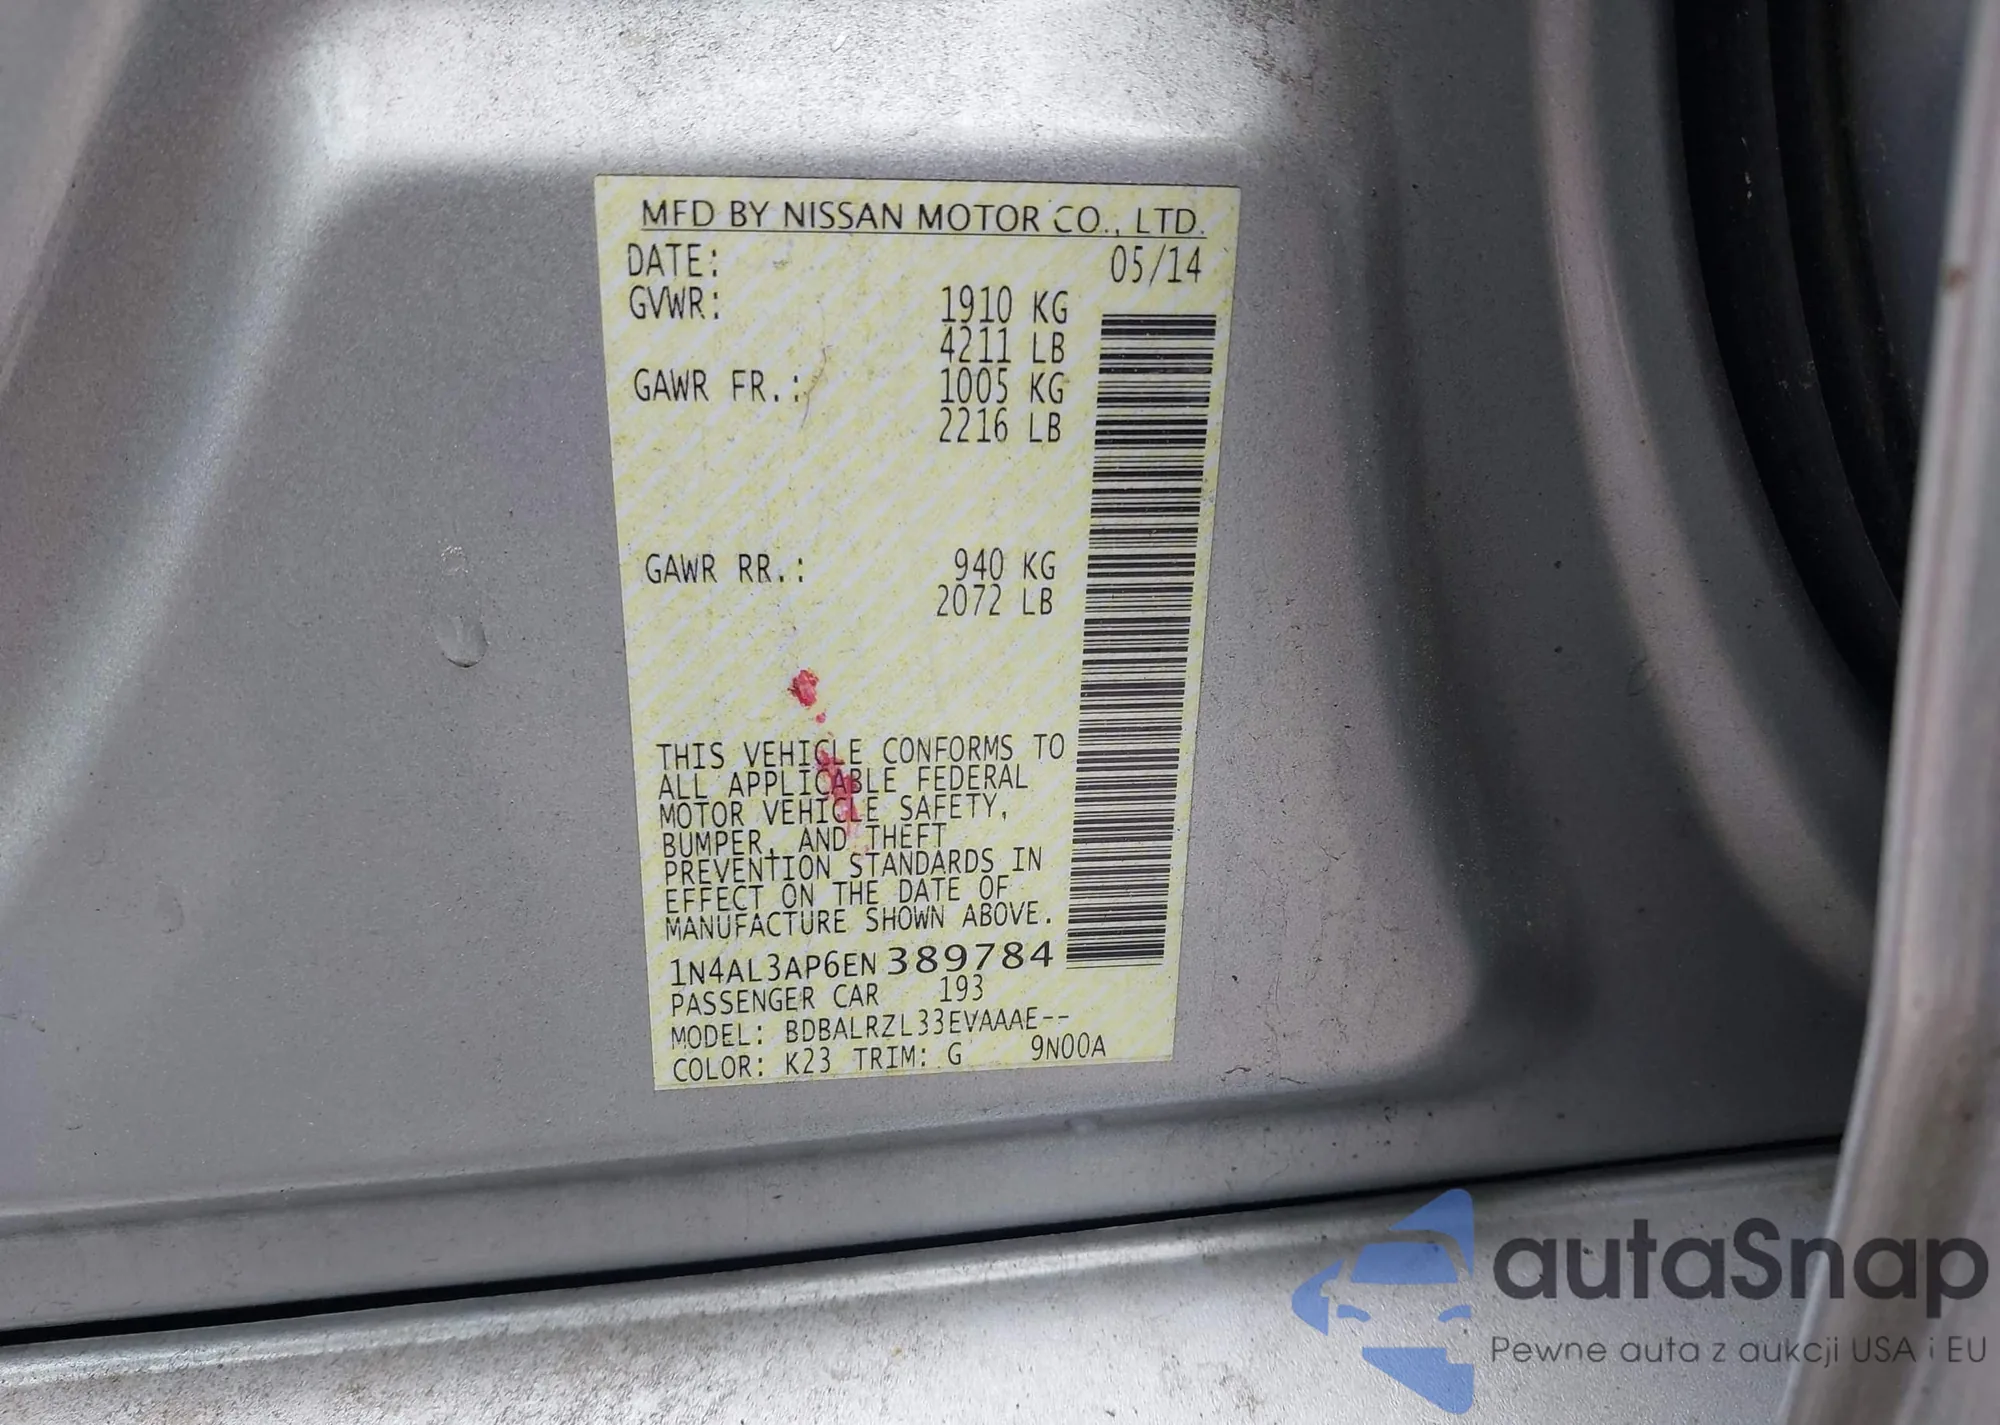 MFD BY NISSAN MOTOR CO., LTD.
DATE: 05/14
GVWR: 1910 KG
4211 LB
GAWR FR.: 1005 KG
2216 LB
GAWR RR.: 940 KG
2072 LB
THIS VEHICLE CONFORMS TO
ALL APPLICABLE FEDERAL
MOTOR VEHICLE SAFETY,
BUMPER, AND THEFT
PREVENTION STANDARDS IN
EFFECT ON THE DATE OF
MANUFACTURE SHOWN ABOVE.
1N4AL3AP6EN389784
PASSENGER CAR 193
MODEL: BDBALRZL33EVAAAE--
COLOR: K23 TRIM: G 9N00A
autaSnap
Pewne auta z aukcji USA i EU